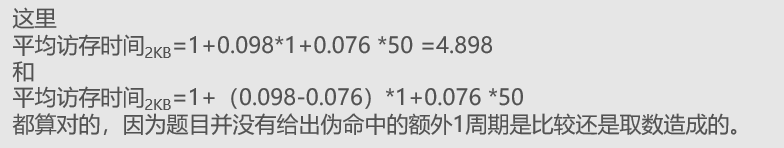 这里
平均访存时间2KB=1+0.098*1+0.076 *50 =4.898
和
平均访存时间2KB=1+（0.098-0.076）*1+0.076 *50
都算对的，因为题目并没有给出伪命中的额外1周期是比较还是取数造成的。